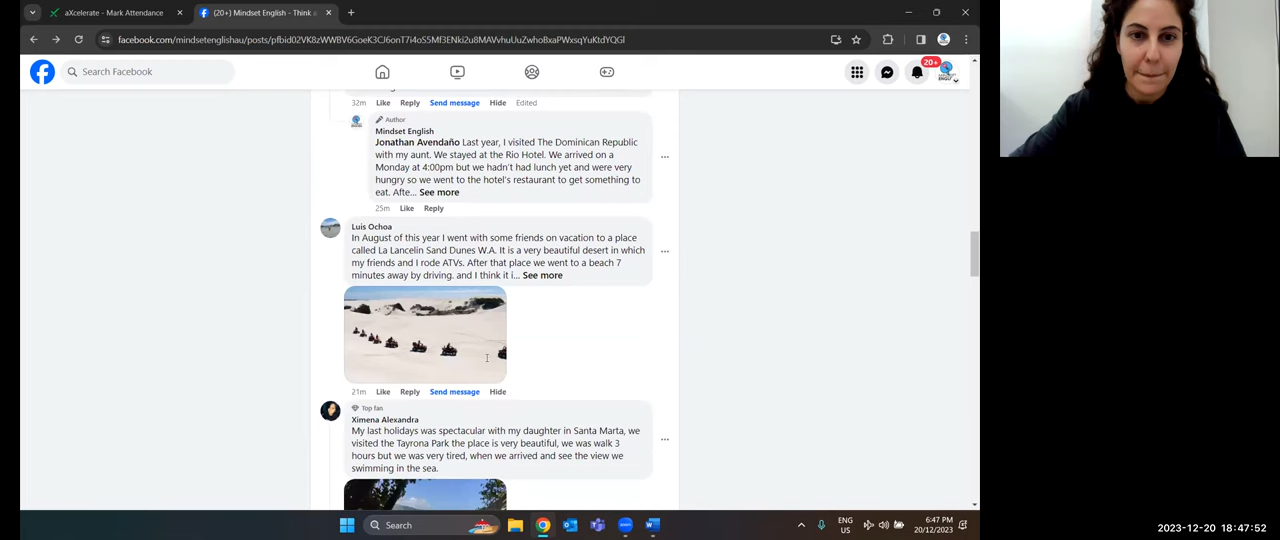 aXcelerate - Mark Attendance
(20+) Mindset English - Think a
facebook.com/mindsetenglishau/posts/
Search Facebook
20+
32m Like Reply Send message Hide Edited
Author
Mindset English
Jonathan Avendaño Last year, I visited The Dominican Republic
with my aunt. We stayed at the Rio Hotel. We arrived on a
Monday at 4:00pm but we hadn't had lunch yet and were very
hungry so we went to the hotel's restaurant to get something to
eat. Afte... See more
25m Like Reply
Luis Ochoa
In August of this year I went with some friends on vacation to a place
called La Lancelin Sand Dunes W.A. It is a very beautiful desert in which
my friends and I rode ATVs. After that place we went to a beach 7
minutes away by driving. and I think it i... See more
21m Like Reply Send message Hide
Top fan
Ximena Alexandra
My last holidays was spectacular with my daughter in Santa Marta, we
visited the Tayrona Park the place is very beautiful, we was walk 3
hours but we was very tired, when we arrived and see the view we
swimming in the sea.
Search
ENG
US
6:47 PM
20/12/2023
2023-12-20 18:47:52